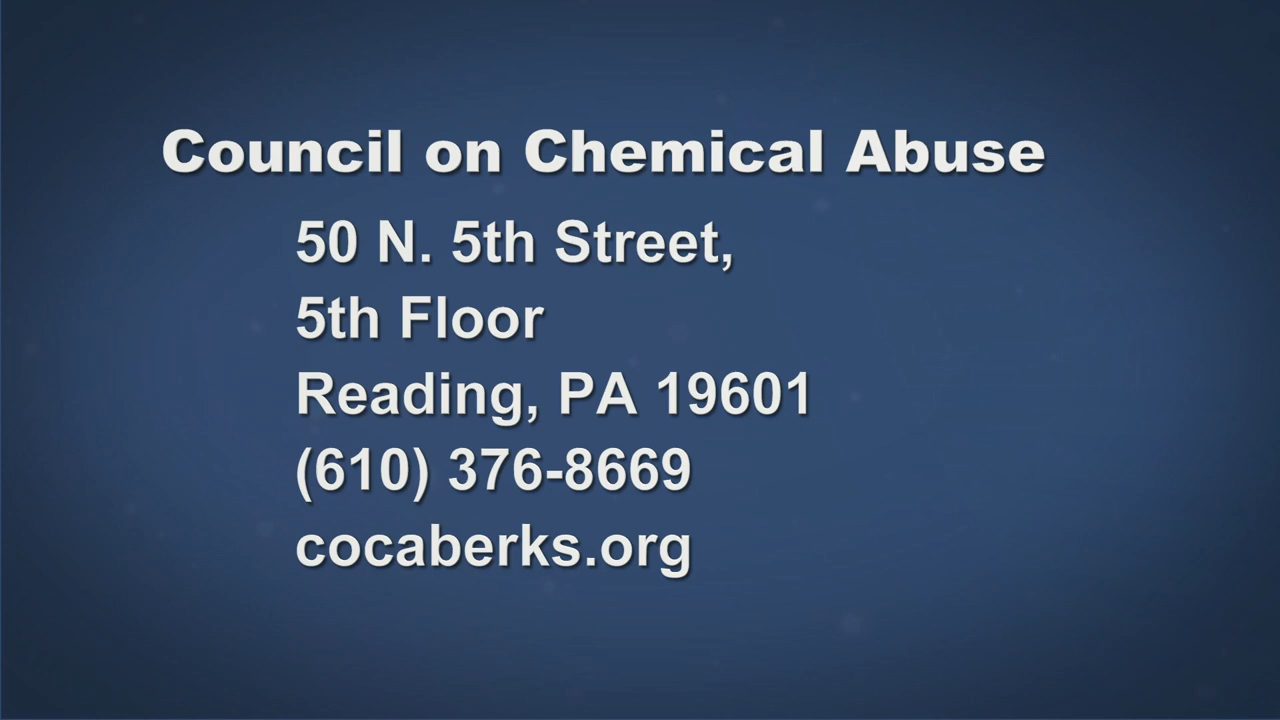 Council on Chemical Abuse
50 N. 5th Street,
5th Floor
Reading, PA 19601
(610) 376-8669
cocaberks.org